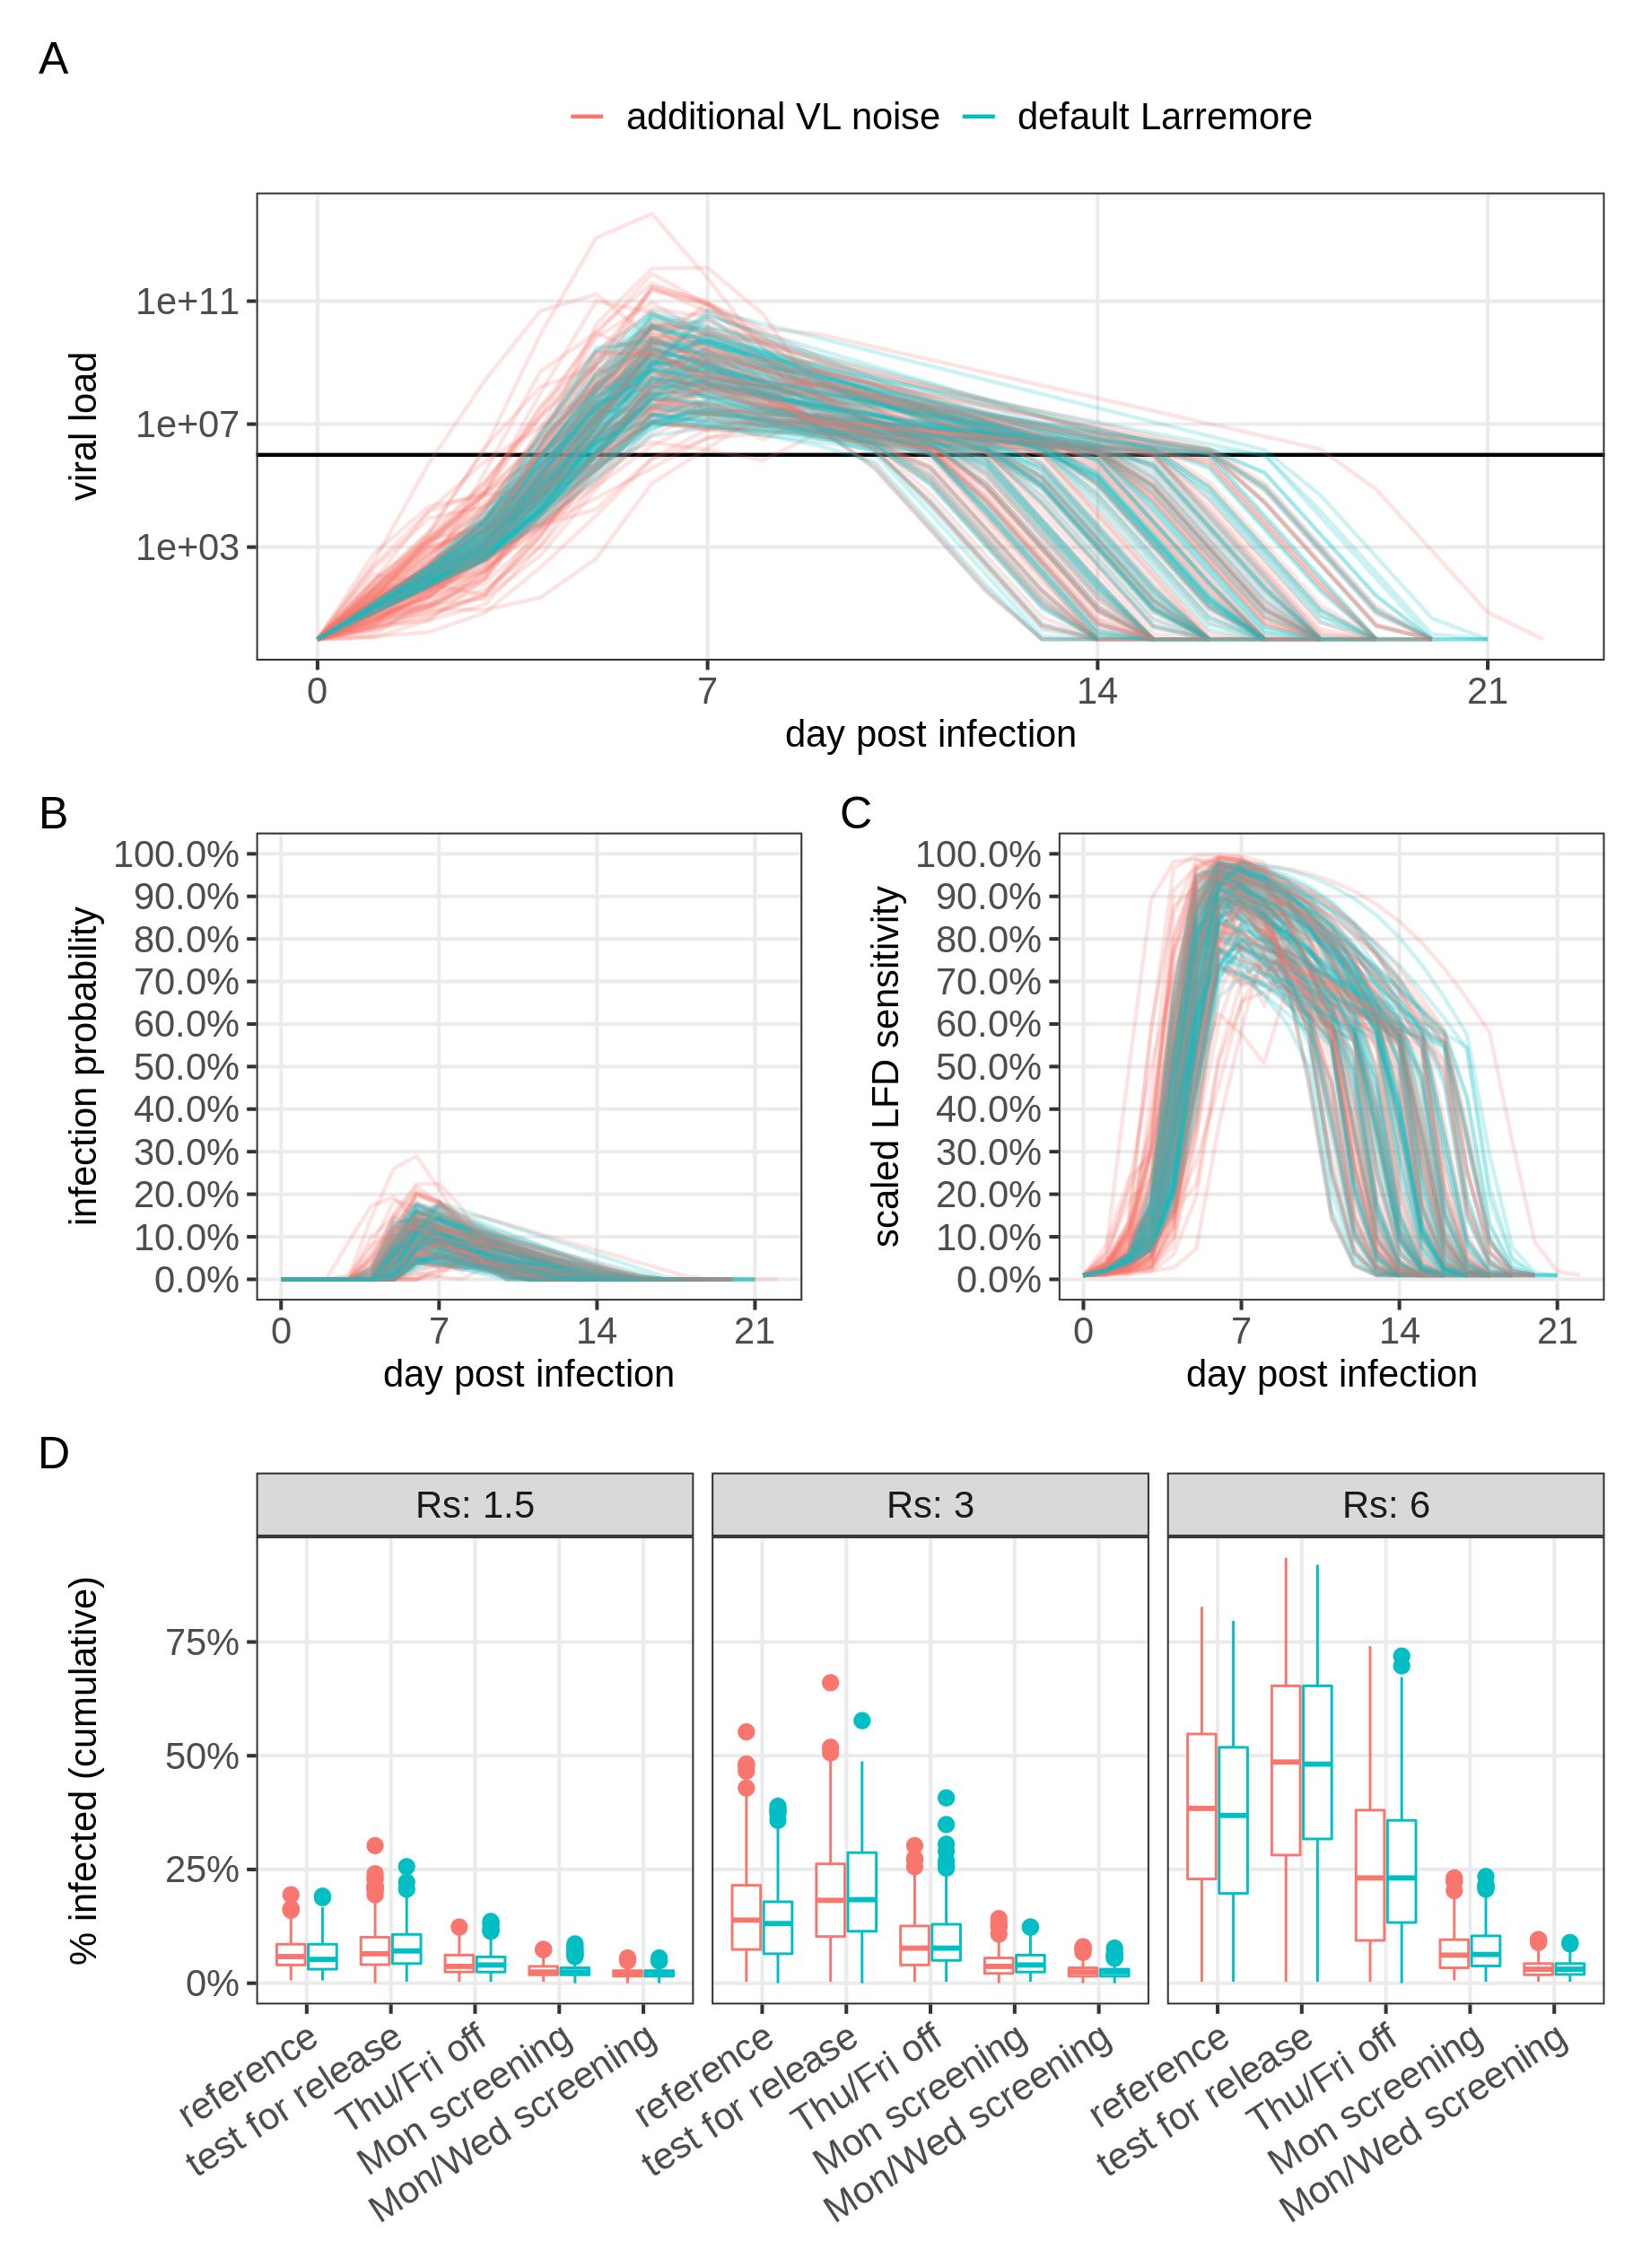 A
additional VL noise default Larremore
viral load
1e+11
1e+07
1e+03
0 7 14 21
day post infection
B
infection probability
100.0%
90.0%
80.0%
70.0%
60.0%
50.0%
40.0%
30.0%
20.0%
10.0%
0.0%
0 7 14 21
day post infection
C
scaled LFD sensitivity
100.0%
90.0%
80.0%
70.0%
60.0%
50.0%
40.0%
30.0%
20.0%
10.0%
0.0%
0 7 14 21
day post infection
D
Rs: 1.5 Rs: 3 Rs: 6
% infected (cumulative)
75%
50%
25%
0%
reference
test for release
Thu/Fri off
Mon screening
Mon/Wed screening
reference
test for release
Thu/Fri off
Mon screening
Mon/Wed screening
reference
test for release
Thu/Fri off
Mon screening
Mon/Wed screening